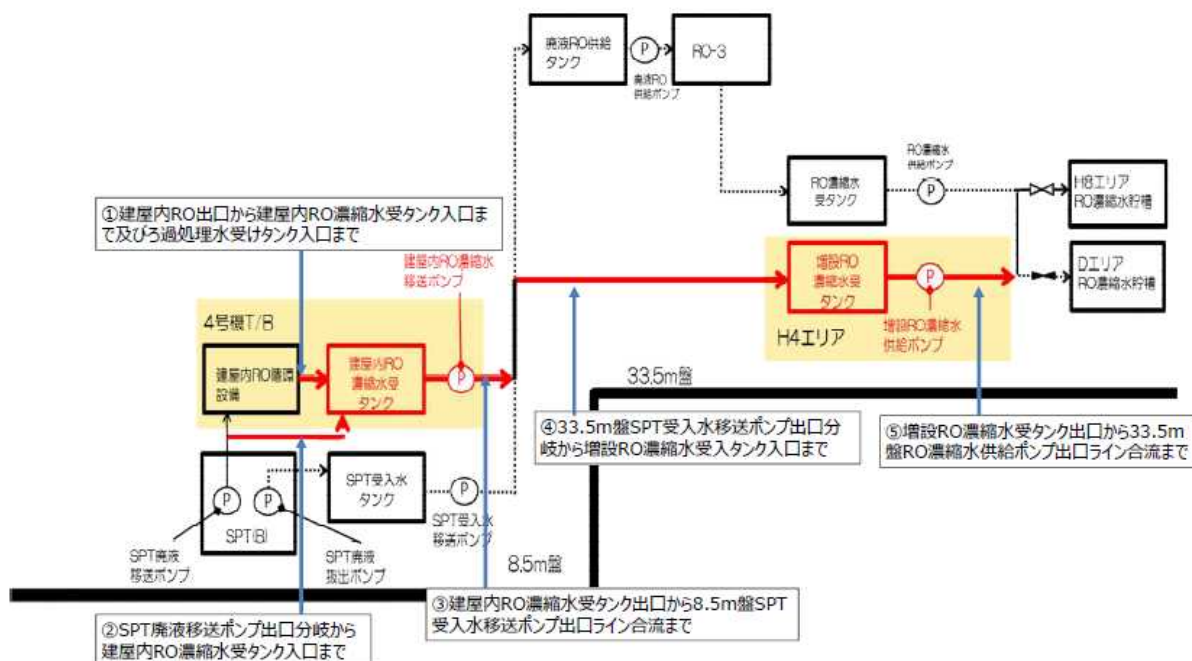 廃液RO供給
タンク
P
廃液RO
供給ポンプ
RO-3
RO濃縮水
受タンク
RO濃縮水
供給ポンプ
P
H8エリア
RO濃縮水貯槽
Dエリア
RO濃縮水貯槽
①建屋内RO出口から建屋内RO濃縮水受タンク入口ま
で及びろ過処理水受けタンク入口まで
建屋内RO濃縮水
移送ポンプ
増設RO
濃縮水受
タンク
P
増設RO濃縮水
供給ポンプ
H4エリア
4号機T/B
建屋内RO循環
設備
建屋内RO
濃縮水受
タンク
P
33.5m盤
④33.5m盤SPT受入水移送ポンプ出口分
岐から増設RO濃縮水受入タンク入口まで
⑤増設RO濃縮水受タンク出口から33.5m
盤RO濃縮水供給ポンプ出口ライン合流まで
P
P
SPT(B)
SPT受入水
タンク
P
SPT受入水
移送ポンプ
SPT廃液
移送ポンプ
SPT廃液
抜出ポンプ
8.5m盤
②SPT廃液移送ポンプ出口分岐から
建屋内RO濃縮水受タンク入口まで
③建屋内RO濃縮水受タンク出口から8.5m盤SPT
受入水移送ポンプ出口ライン合流まで